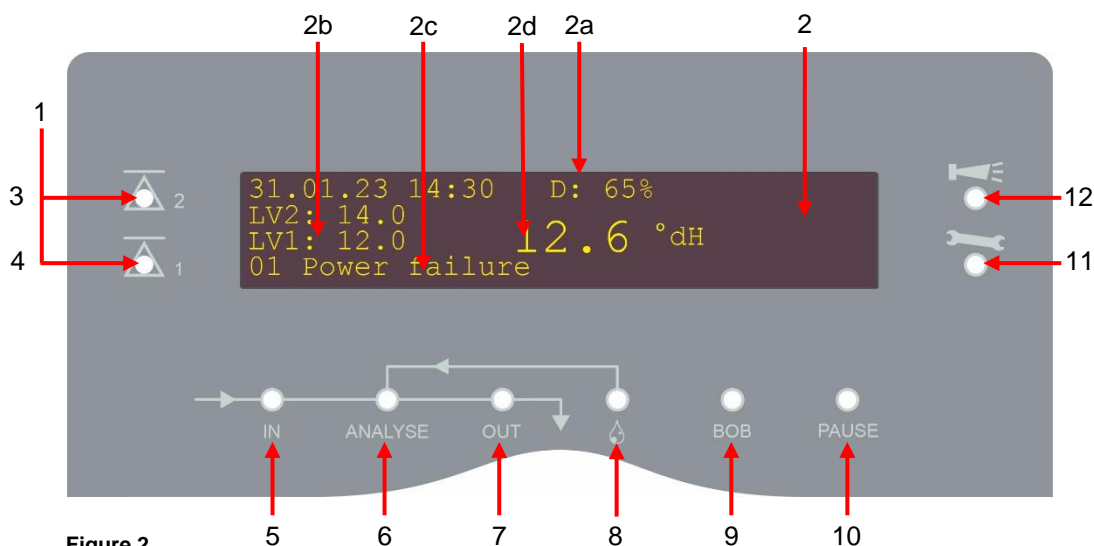 2b 2c 2d 2a 2
1
31.01.23 14:30 D: 65%
3 2 LV2: 14.0 12
LV1: 12.0 12.6 °dH
4 1 01 Power failure 11
IN ANALYSE OUT BOB PAUSE
5 6 7 8 9 10
Figure 2